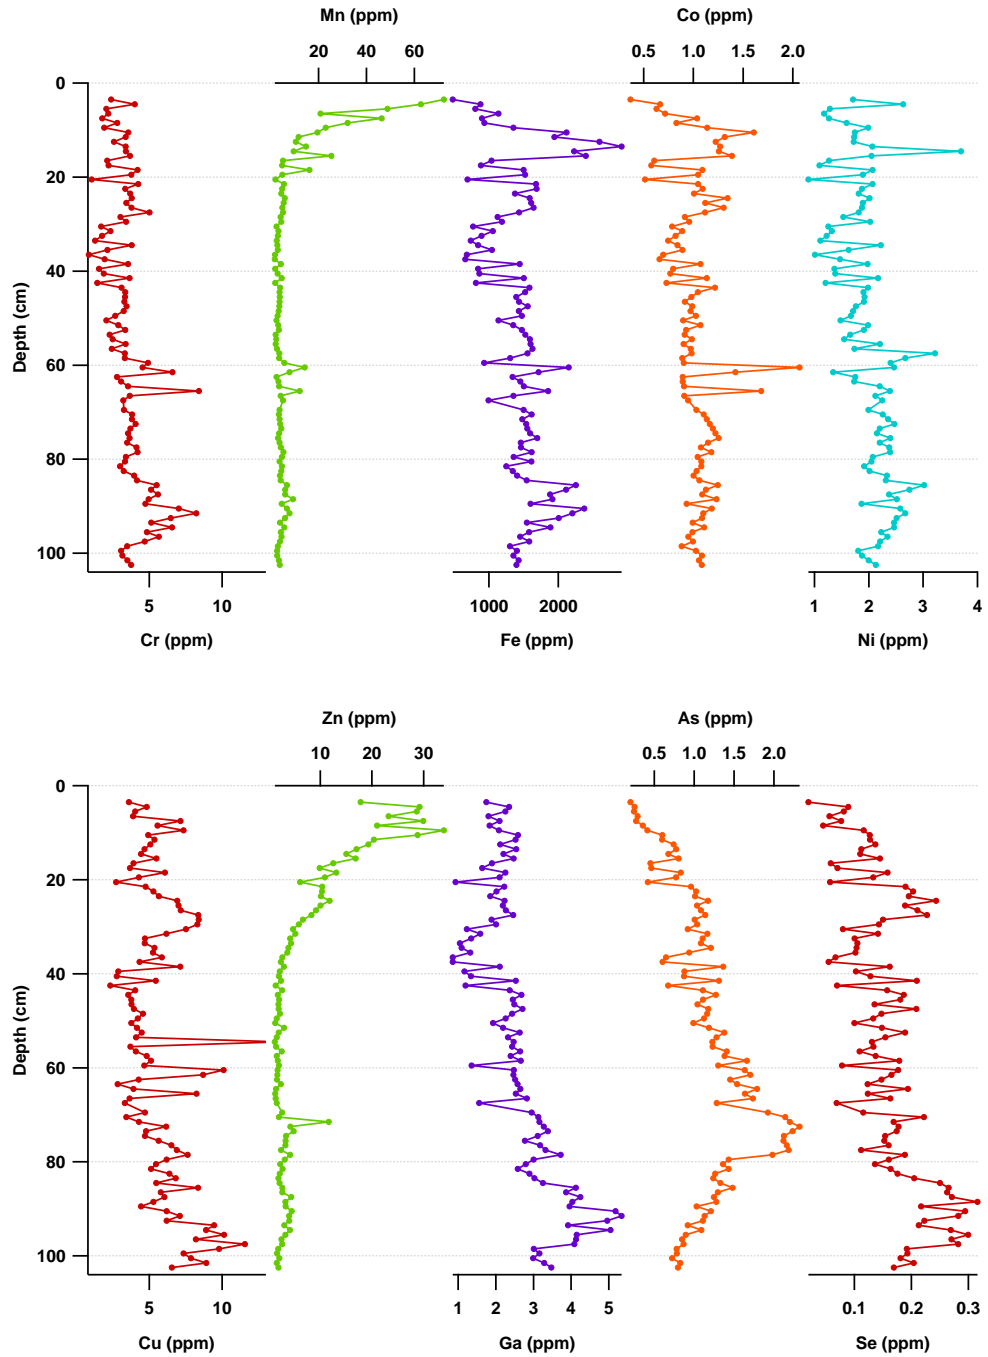 Mn (ppm)
Co (ppm)
20 40 60
0.5 1.0 1.5 2.0
0
20
40
60
80
100
Depth (cm)
5 10
1000 2000
1 2 3 4
Cr (ppm)
Fe (ppm)
Ni (ppm)
Zn (ppm)
As (ppm)
10 20 30
0.5 1.0 1.5 2.0
0
20
40
60
80
100
Depth (cm)
5 10
1 2 3 4 5
0.1 0.2 0.3
Cu (ppm)
Ga (ppm)
Se (ppm)